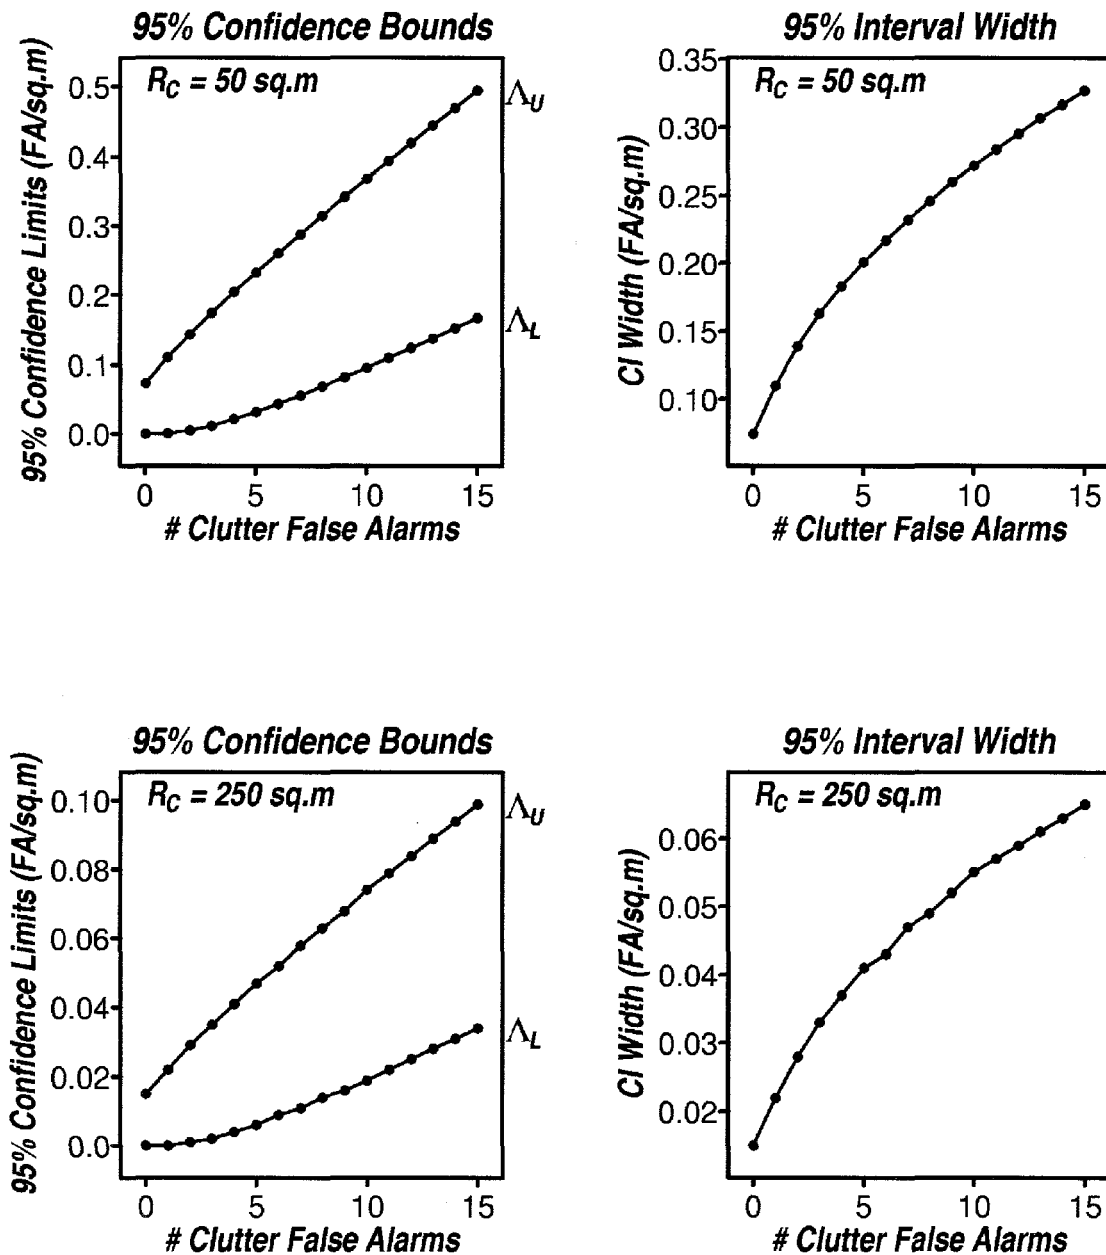 95% Confidence Bounds
95% Confidence Limits (FA/sq.m)
0.5
0.4
0.3
0.2
0.1
0.0
R_C = 50 sq.m
Λ_U
Λ_L
0 5 10 15
# Clutter False Alarms
95% Interval Width
CI Width (FA/sq.m)
0.35
0.30
0.25
0.20
0.15
0.10
R_C = 50 sq.m
0 5 10 15
# Clutter False Alarms
95% Confidence Bounds
95% Confidence Limits (FA/sq.m)
0.10
0.08
0.06
0.04
0.02
0.0
R_C = 250 sq.m
Λ_U
Λ_L
0 5 10 15
# Clutter False Alarms
95% Interval Width
CI Width (FA/sq.m)
0.06
0.05
0.04
0.03
0.02
R_C = 250 sq.m
0 5 10 15
# Clutter False Alarms